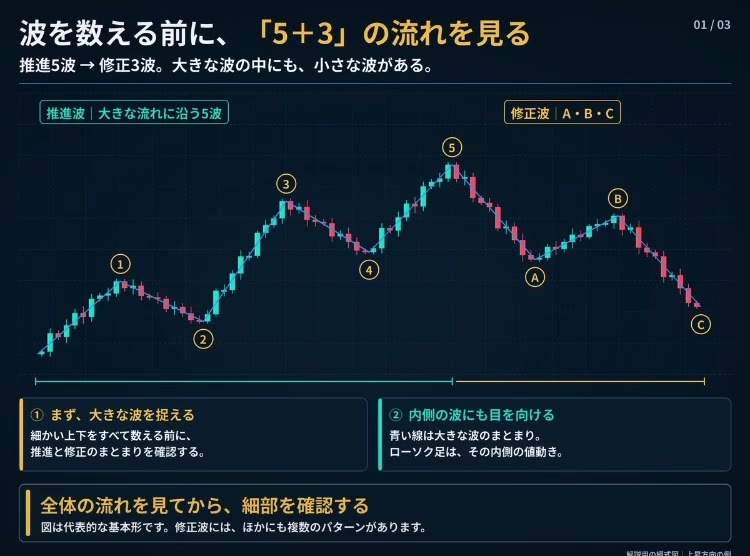 波を数える前に、「5＋3」の流れを見る
01 / 03
推進5波 → 修正3波。大きな波の中にも、小さな波がある。
推進波｜大きな流れに沿う5波
修正波｜A・B・C
5
3
B
1
4
A
2
C
① まず、大きな波を捉える
細かい上下をすべて数える前に、
推進と修正のまとまりを確認する。
② 内側の波にも目を向ける
青い線は大きな波のまとまり。
ローソク足は、その内側の値動き。
全体の流れを見てから、細部を確認する
図は代表的な基本形です。修正波には、ほかにも複数のパターンがあります。
解説用の模式図｜上昇方向の例